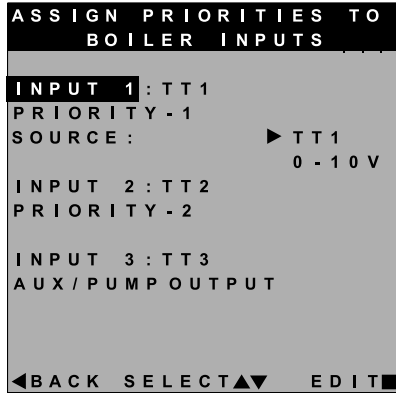 ASSIGN PRIORITIES TO
BOILER INPUTS
INPUT 1:TT1
PRIORITY-1
SOURCE: ▶TT1
0-10V
INPUT 2:TT2
PRIORITY-2
INPUT 3:TT3
AUX/PUMP OUTPUT
◀BACK SELECT▲▼ EDIT■